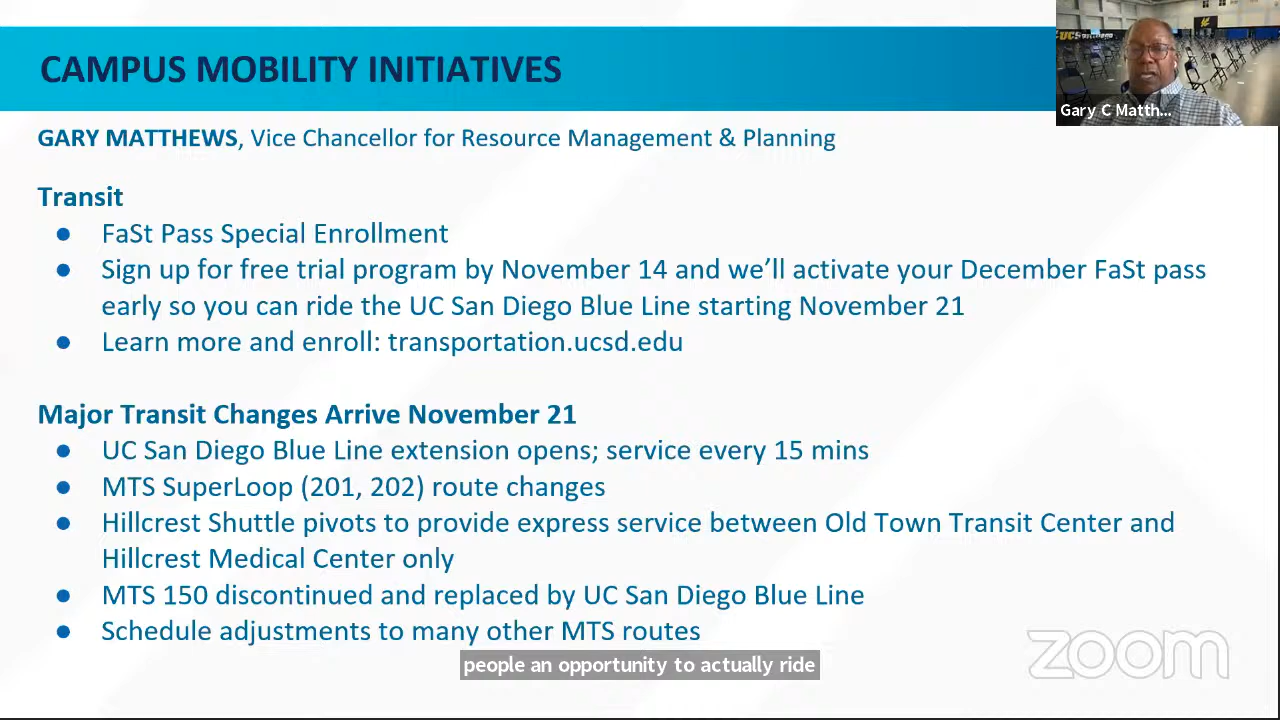 CAMPUS MOBILITY INITIATIVES
UCS
Gary C Matth...
GARY MATTHEWS, Vice Chancellor for Resource Management & Planning
Transit
● FaSt Pass Special Enrollment
● Sign up for free trial program by November 14 and we’ll activate your December FaSt pass
early so you can ride the UC San Diego Blue Line starting November 21
● Learn more and enroll: transportation.ucsd.edu
Major Transit Changes Arrive November 21
● UC San Diego Blue Line extension opens; service every 15 mins
● MTS SuperLoop (201, 202) route changes
● Hillcrest Shuttle pivots to provide express service between Old Town Transit Center and
Hillcrest Medical Center only
● MTS 150 discontinued and replaced by UC San Diego Blue Line
● Schedule adjustments to many other MTS routes
people an opportunity to actually ride
zoom